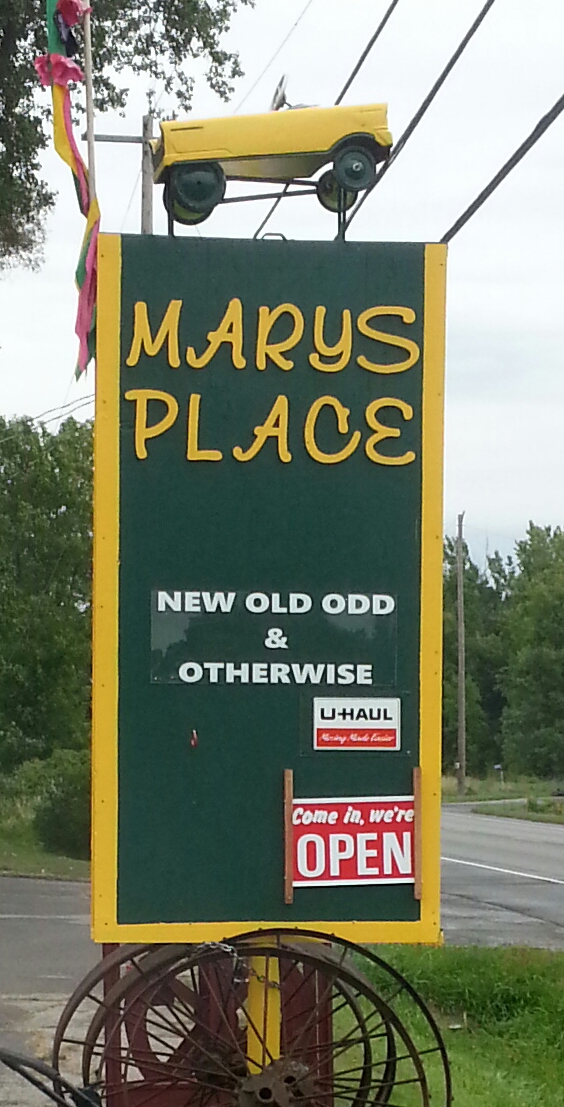 MARYS
PLACE
NEW OLD ODD
&
OTHERWISE
U-HAUL
Moving Made Easier
Come in, we're
OPEN